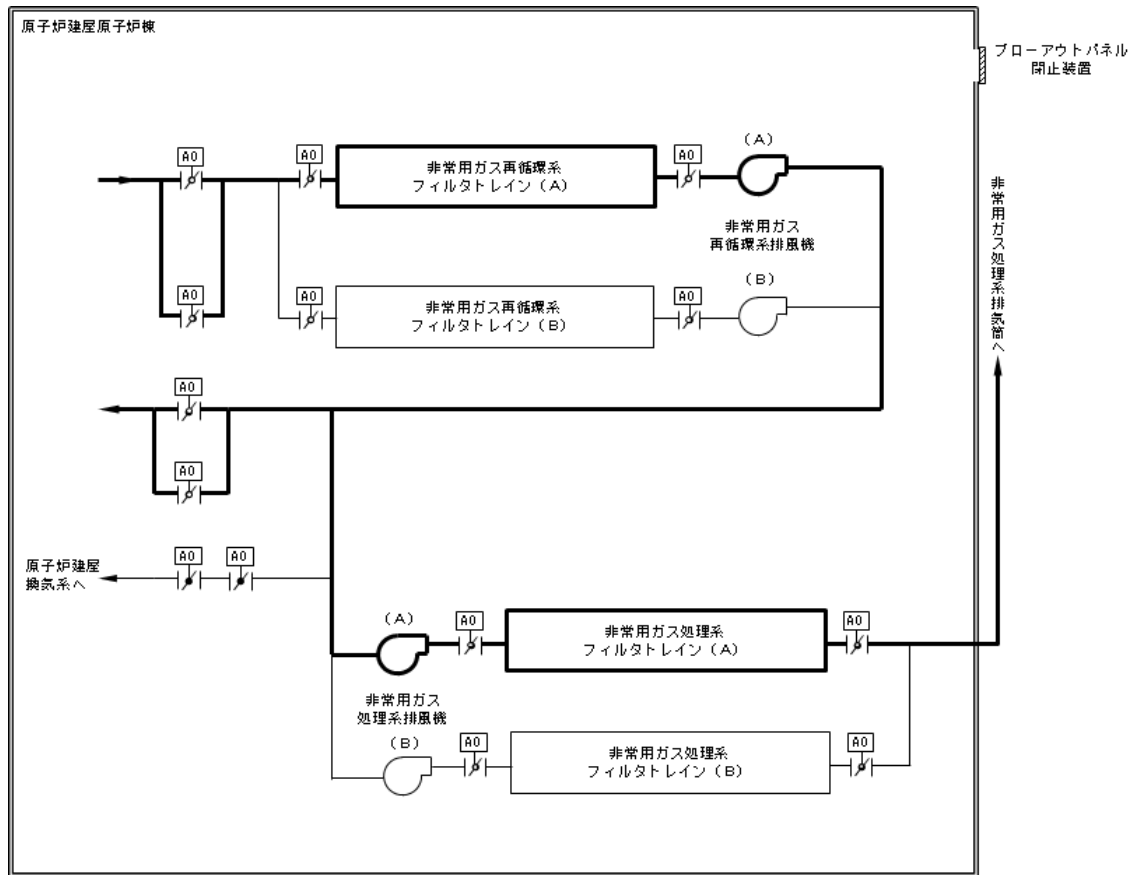 原子炉建屋原子炉棟
ブローアウトパネル
閉止装置
AO
AO
AO
(A)
非常用ガス再循環系
フィルタトレイン(A)
非常用ガス
再循環系排風機
AO
AO
AO
(B)
非常用ガス再循環系
フィルタトレイン(B)
非常用ガス処理系排気筒へ
AO
AO
AO
AO
原子炉建屋
換気系へ
(A)
AO
AO
非常用ガス処理系
フィルタトレイン(A)
非常用ガス
処理系排風機
(B)
AO
AO
非常用ガス処理系
フィルタトレイン(B)